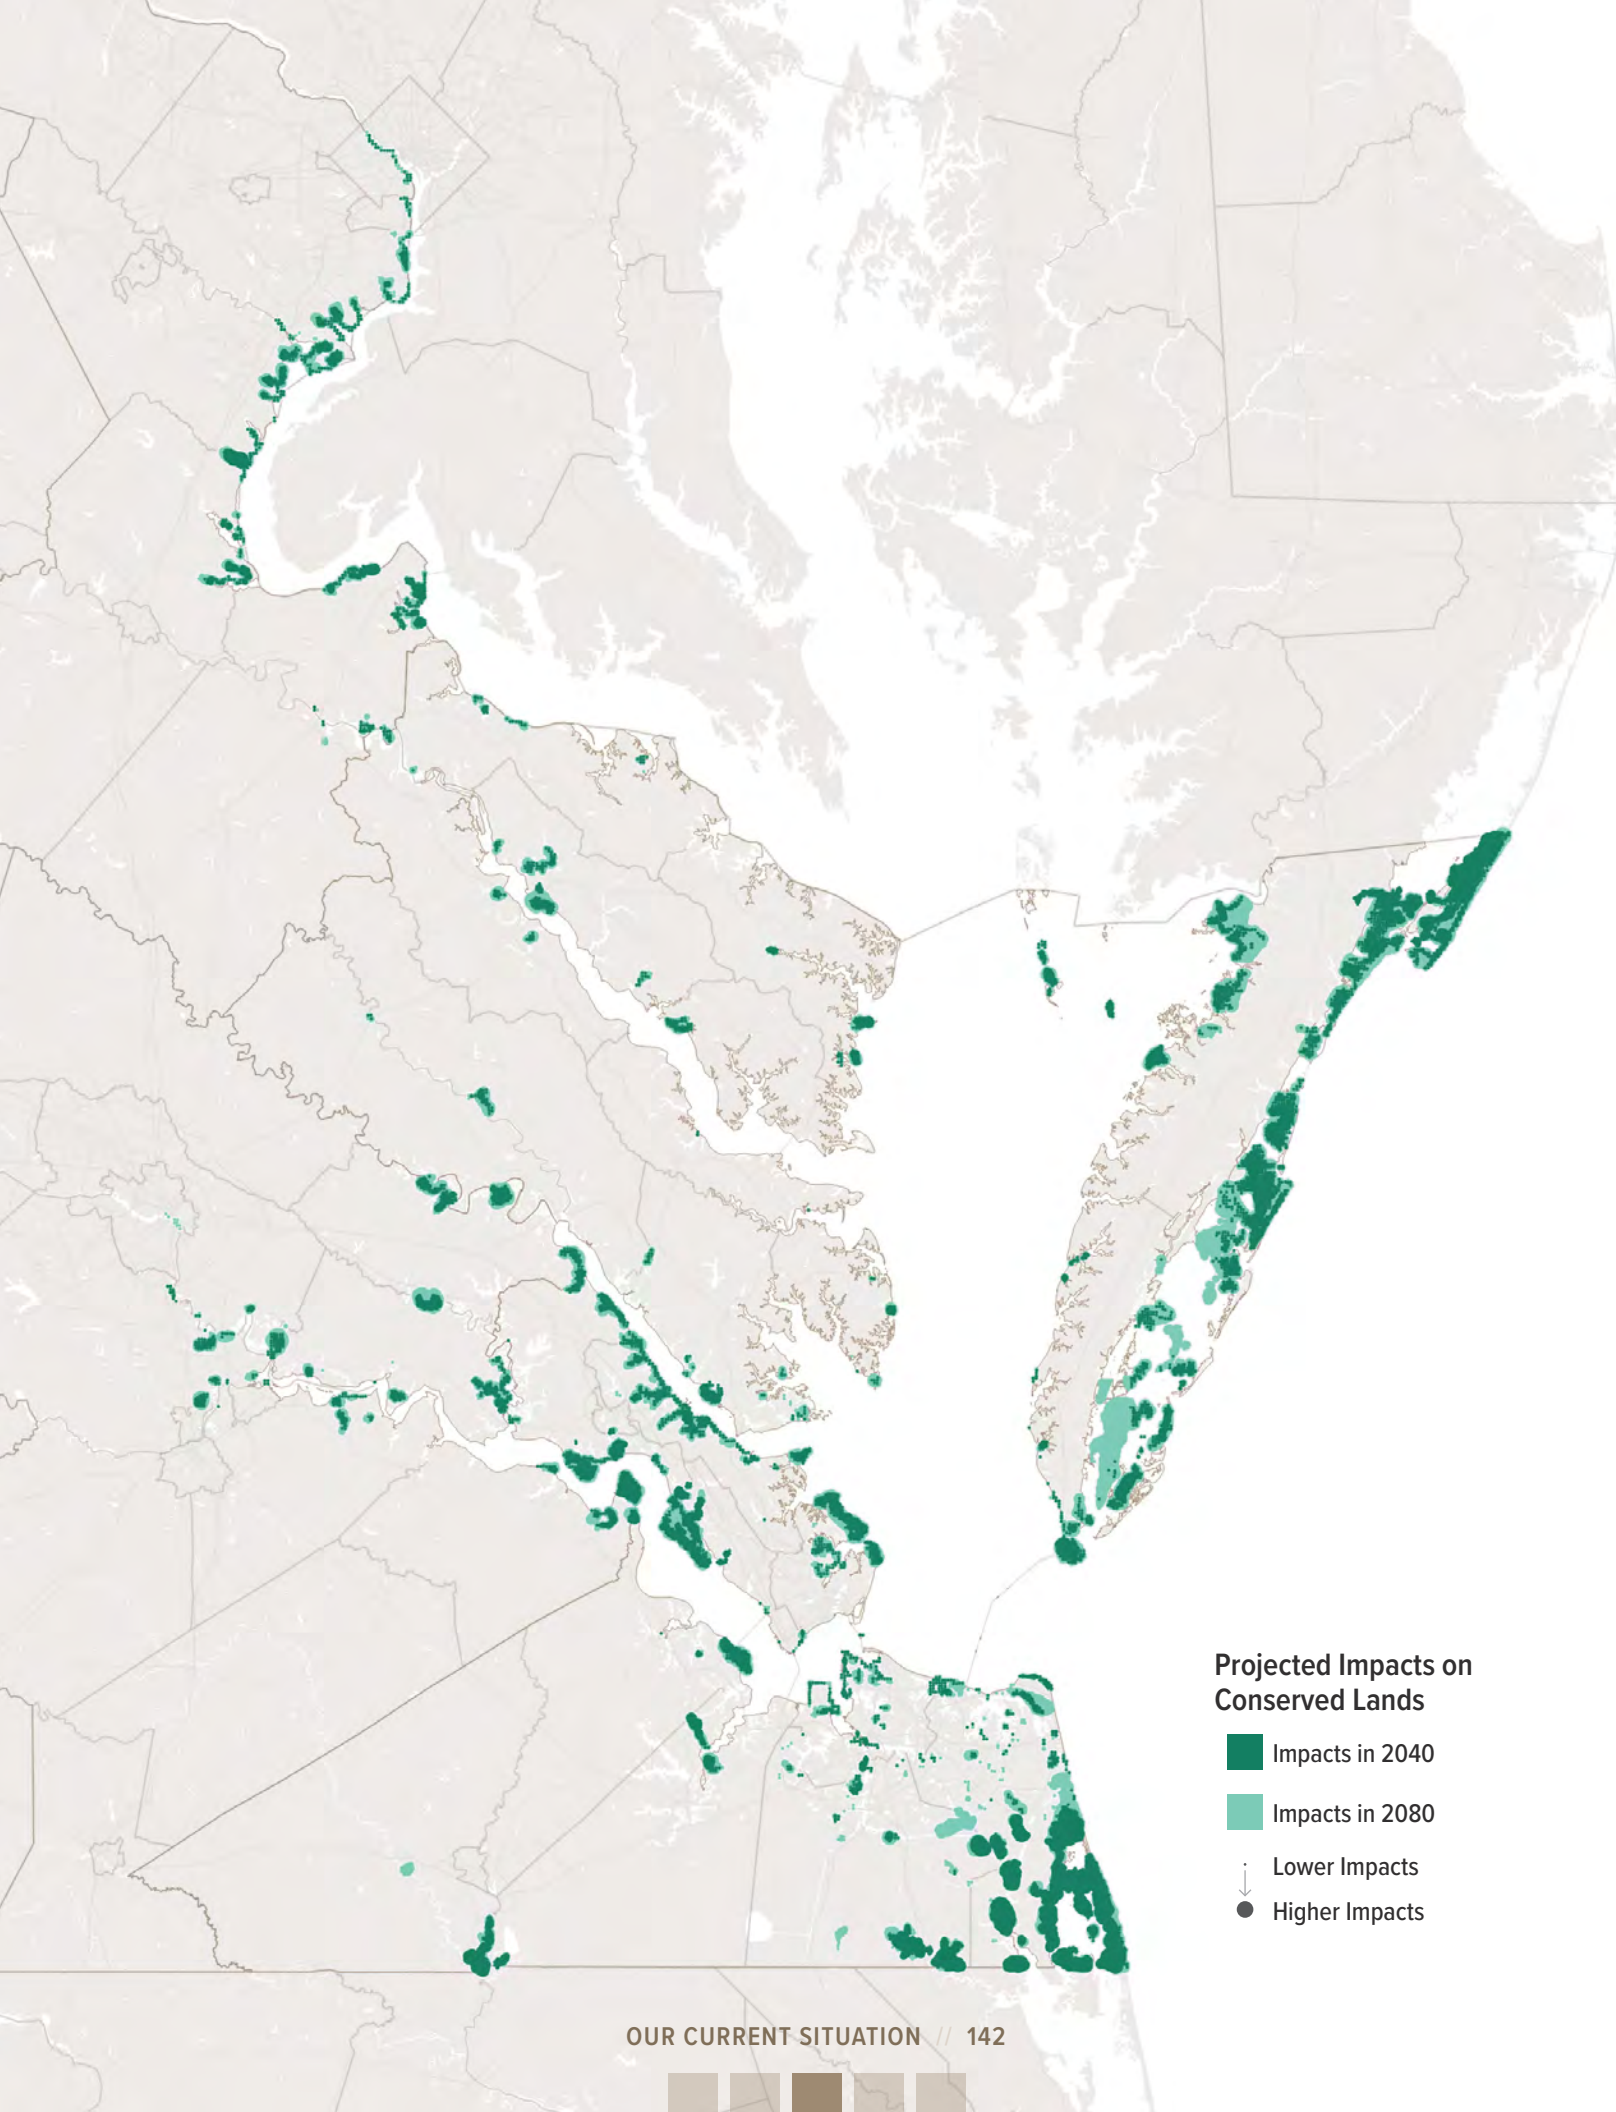 Projected Impacts on
Conserved Lands
Impacts in 2040
Impacts in 2080
Lower Impacts
Higher Impacts
OUR CURRENT SITUATION // 142